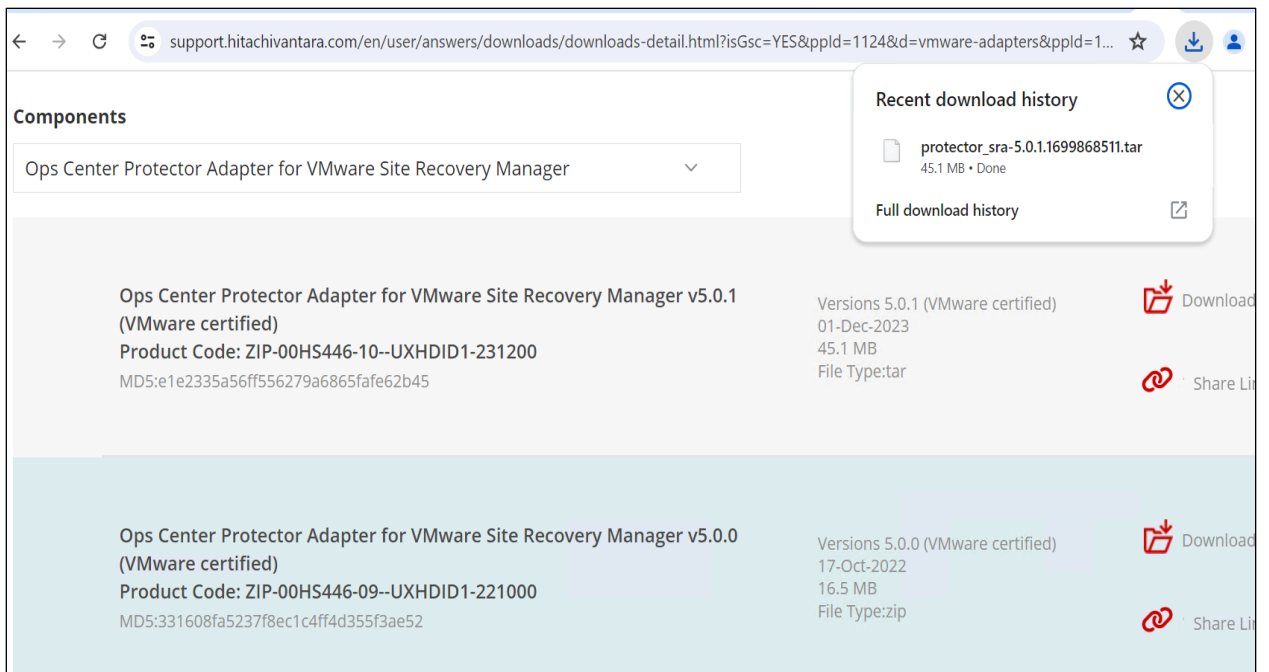 support.hitachivantara.com/en/user/answers/downloads/downloads-detail.html?isGsc=YES&ppId=1124&d=vmware-adapters&ppId=1...
Recent download history
protector_sra-5.0.1.1699868511.tar
45.1 MB • Done
Full download history
Components
Ops Center Protector Adapter for VMware Site Recovery Manager
Ops Center Protector Adapter for VMware Site Recovery Manager v5.0.1
(VMware certified)
Product Code: ZIP-00HS446-10--UXHDID1-231200
MD5:e1e2335a56ff556279a6865fafe62b45
Versions 5.0.1 (VMware certified)
01-Dec-2023
45.1 MB
File Type:tar
Download
Share Li
Ops Center Protector Adapter for VMware Site Recovery Manager v5.0.0
(VMware certified)
Product Code: ZIP-00HS446-09--UXHDID1-221000
MD5:331608fa5237f8ec1c4ff4d355f3ae52
Versions 5.0.0 (VMware certified)
17-Oct-2022
16.5 MB
File Type:zip
Download
Share Li